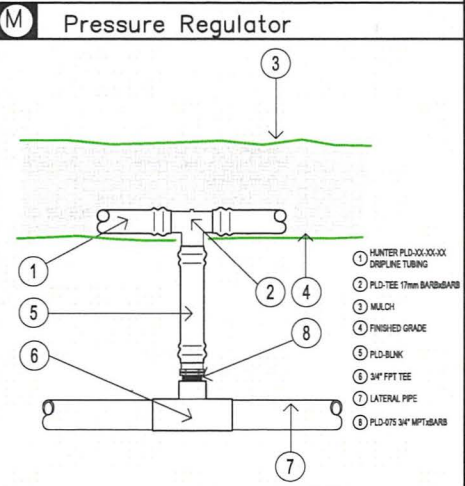 M Pressure Regulator
3
1
2
4
5
8
6
7
1 HUNTER PLD-XX-XX-XX
DRIPLINE TUBING
2 PLD-TEE 17mm BARBxBARB
3 MULCH
4 FINISHED GRADE
5 PLD-BLNK
6 3/4" FPT TEE
7 LATERAL PIPE
8 PLD-075 3/4" MPTxBARB